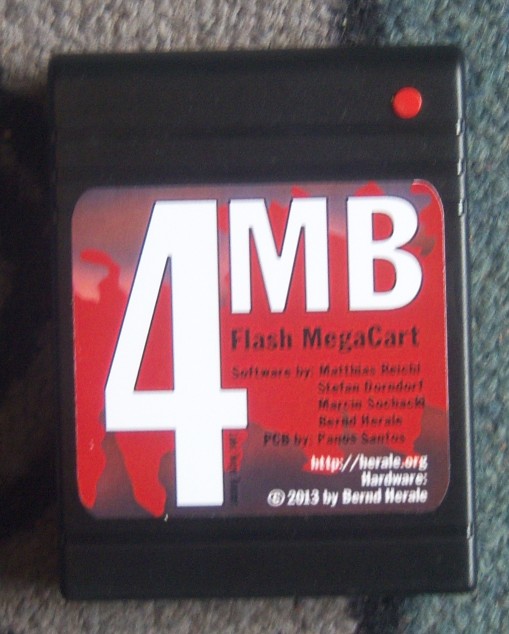 4MB
Flash MegaCart
Software by: Matthias Reichl
Stefan Dorndorf
Marcin Sochacki
Bernd Herale
PCB by: Panos Santos
http://herale.org
Hardware:
© 2013 by Bernd Herale